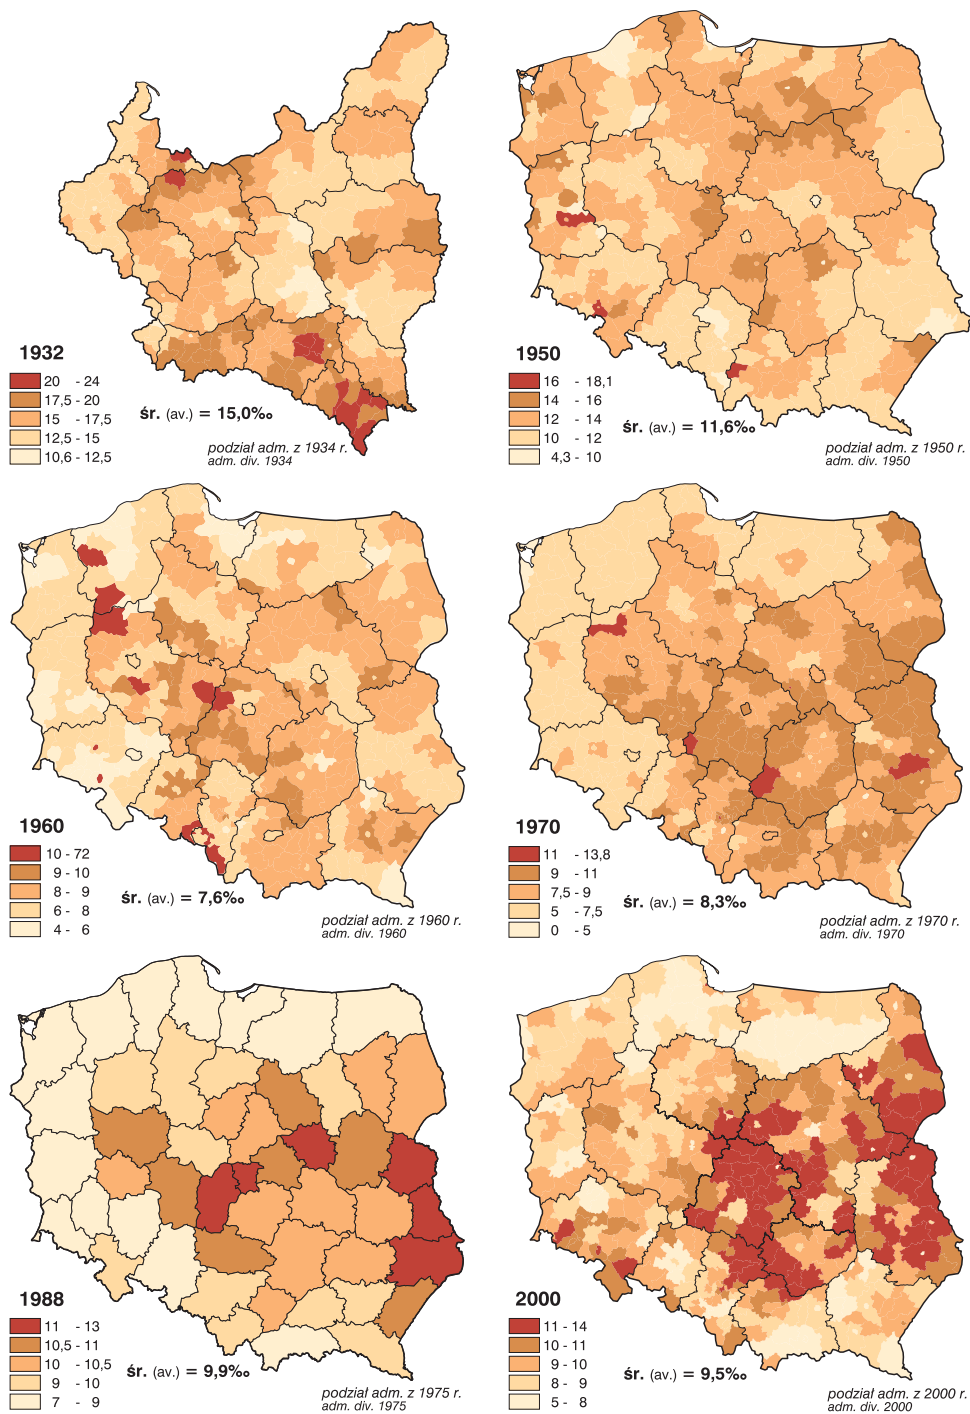 1932
20 - 24
17,5 - 20
15 - 17,5
12,5 - 15
10,6 - 12,5
śr. (av.) = 15,0‰
podział adm. z 1934 r.
adm. div. 1934
1950
16 - 18,1
14 - 16
12 - 14
10 - 12
4,3 - 10
śr. (av.) = 11,6‰
podział adm. z 1950 r.
adm. div. 1950
1960
10 - 72
9 - 10
8 - 9
6 - 8
4 - 6
śr. (av.) = 7,6‰
podział adm. z 1960 r.
adm. div. 1960
1970
11 - 13,8
9 - 11
7,5 - 9
5 - 7,5
0 - 5
śr. (av.) = 8,3‰
podział adm. z 1970 r.
adm. div. 1970
1988
11 - 13
10,5 - 11
10 - 10,5
9 - 10
7 - 9
śr. (av.) = 9,9‰
podział adm. z 1975 r.
adm. div. 1975
2000
11 - 14
10 - 11
9 - 10
8 - 9
5 - 8
śr. (av.) = 9,5‰
podział adm. z 2000 r.
adm. div. 2000